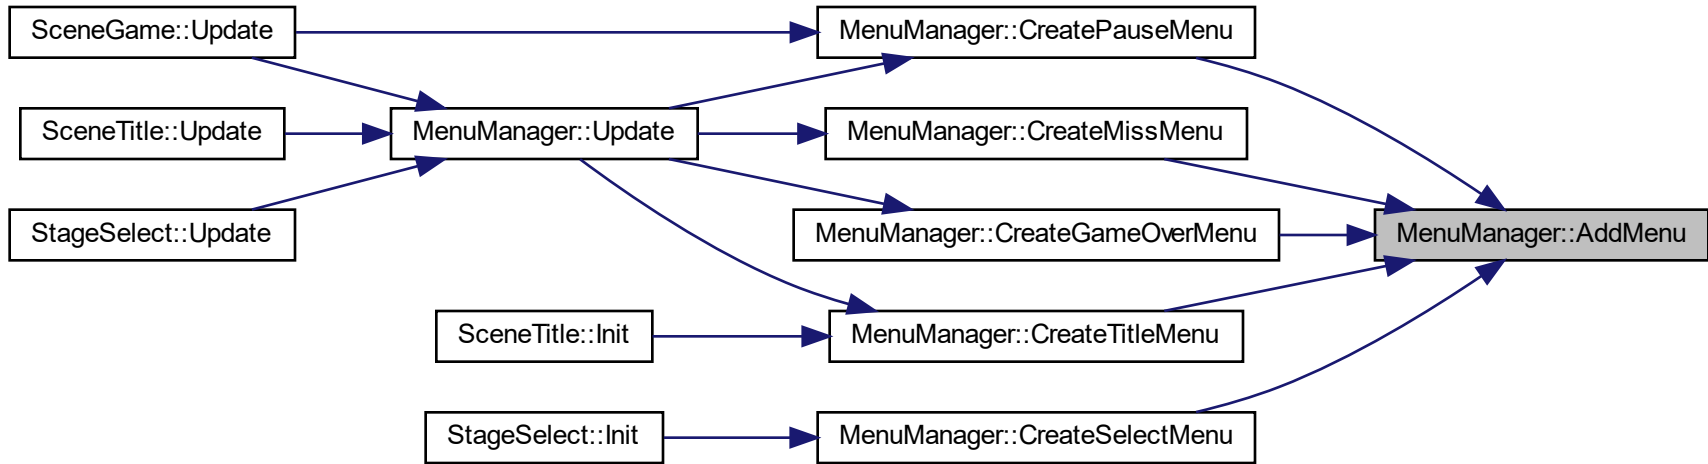 SceneGame::Update
MenuManager::CreatePauseMenu
SceneTitle::Update
MenuManager::Update
MenuManager::CreateMissMenu
StageSelect::Update
MenuManager::CreateGameOverMenu
MenuManager::AddMenu
SceneTitle::Init
MenuManager::CreateTitleMenu
StageSelect::Init
MenuManager::CreateSelectMenu